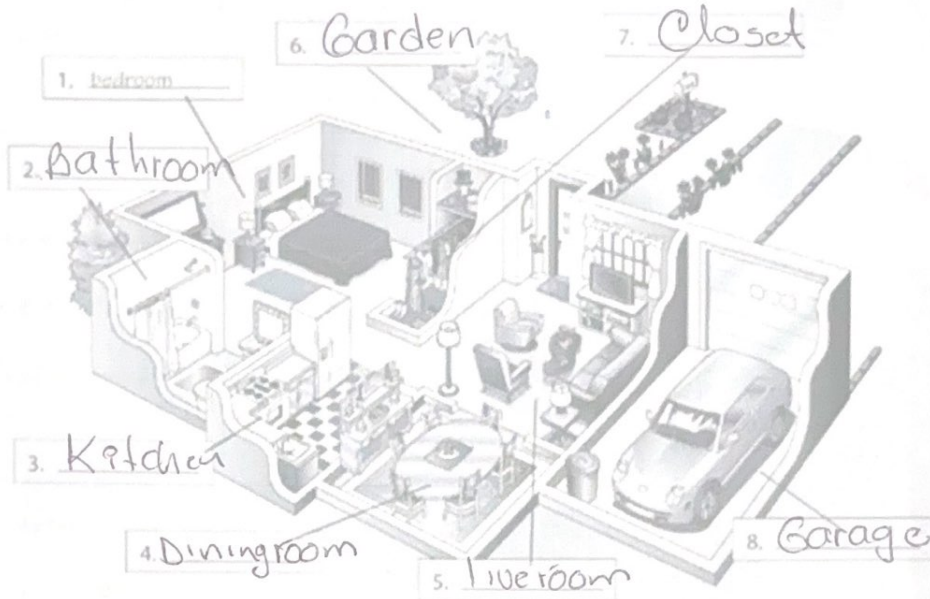 1. bedroom
2. Bathroom
3. Kitchen
4. Diningroom
5. liveroom
6. Garden
7. Closet
8. Garage